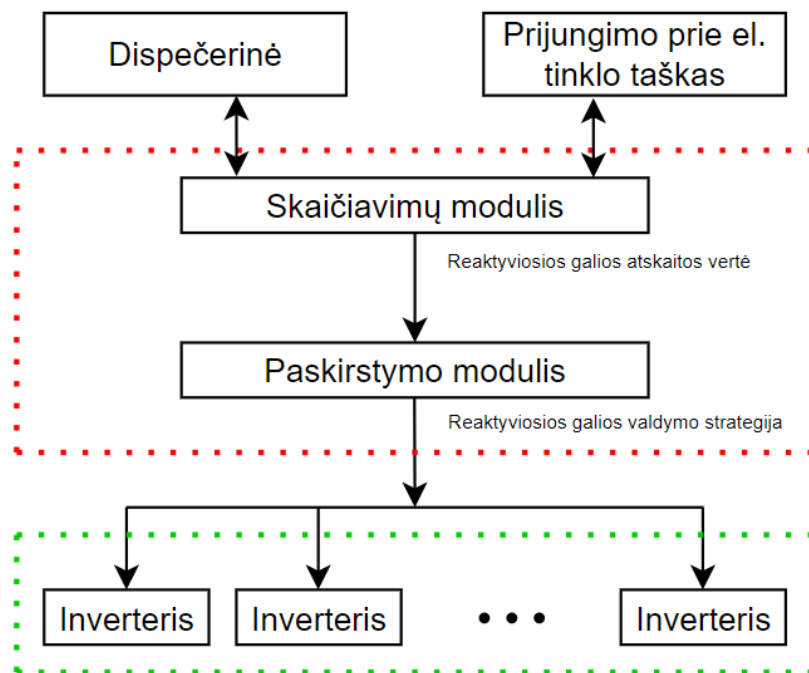 Dispečerinė
Prijungimo prie el.
tinklo taškas
Skaičiavimų modulis
Reaktyviosios galios atskaitos vertė
Paskirstymo modulis
Reaktyviosios galios valdymo strategija
Inverteris
Inverteris
Inverteris